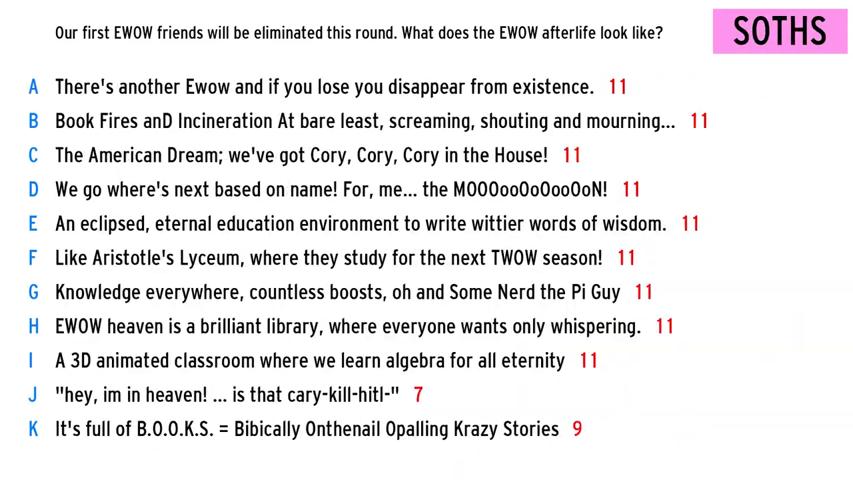 Our first EWOW friends will be eliminated this round. What does the EWOW afterlife look like?
SOTHS
A There's another Ewow and if you lose you disappear from existence. 11
B Book Fires anD Incineration At bare least, screaming, shouting and mourning... 11
C The American Dream; we've got Cory, Cory, Cory in the House! 11
D We go where's next based on name! For, me... the MOOOooOoOooOoN! 11
E An eclipsed, eternal education environment to write wittier words of wisdom. 11
F Like Aristotle's Lyceum, where they study for the next TWOW season! 11
G Knowledge everywhere, countless boosts, oh and Some Nerd the Pi Guy 11
H EWOW heaven is a brilliant library, where everyone wants only whispering. 11
I A 3D animated classroom where we learn algebra for all eternity 11
J "hey, im in heaven! ... is that cary-kill-hitl-" 7
K It's full of B.O.O.K.S. = Bibically Onthenail Opalling Krazy Stories 9